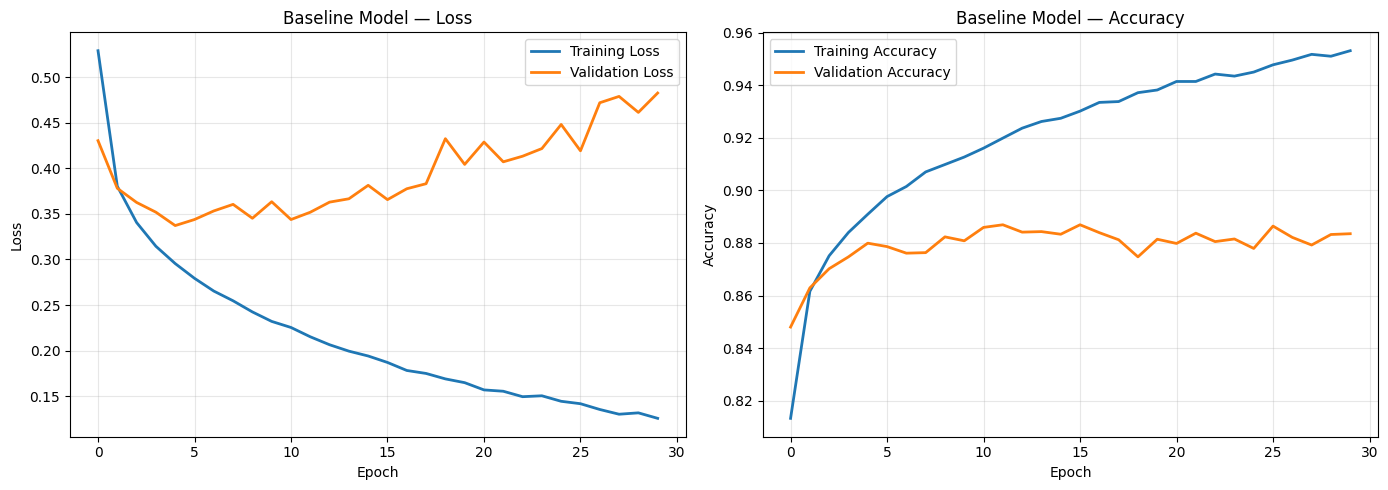 Baseline Model — Loss
Training Loss
Validation Loss
0.50
0.45
0.40
0.35
0.30
0.25
0.20
0.15
Loss
0 5 10 15 20 25 30
Epoch
Baseline Model — Accuracy
Training Accuracy
Validation Accuracy
0.96
0.94
0.92
0.90
0.88
0.86
0.84
0.82
Accuracy
0 5 10 15 20 25 30
Epoch